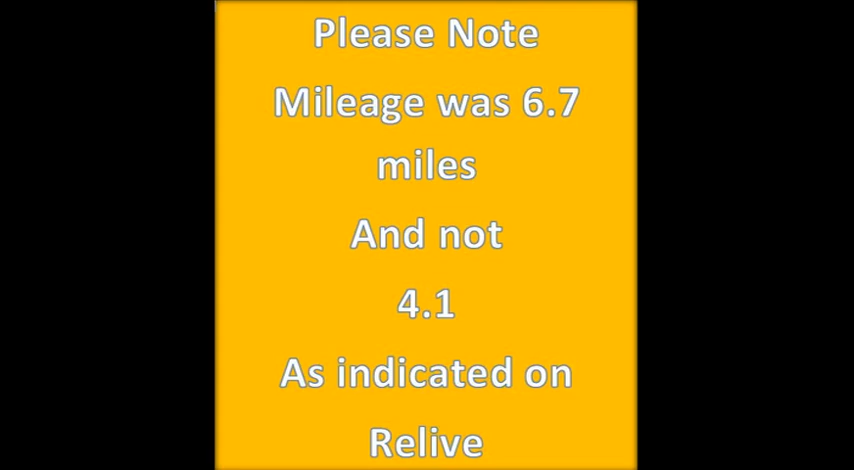 Please Note
Mileage was 6.7
miles
And not
4.1
As indicated on
Relive